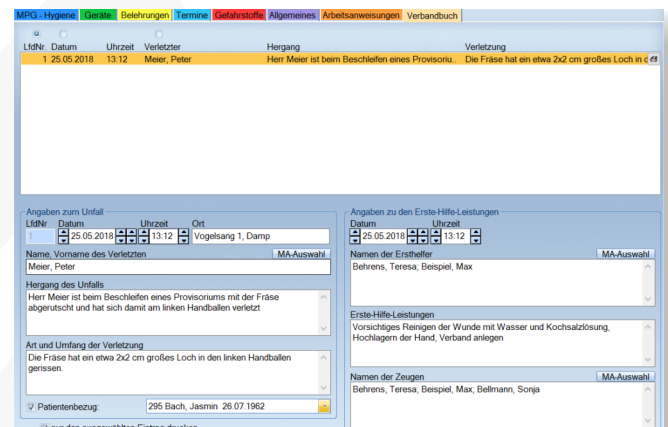 MPG - Hygiene Geräte Belehrungen Termine Gefahrstoffe Allgemeines Arbeitsanweisungen Verbandbuch
LfdNr. Datum Uhrzeit Verletzter Hergang Verletzung
1 25.05.2018 13:12 Meier, Peter Herr Meier ist beim Beschleifen eines Provisoriu.. Die Fräse hat ein etwa 2x2 cm großes Loch in d
Angaben zum Unfall
LfdNr Datum Uhrzeit Ort
1 25.05.2018 13:12 Vogelsang 1, Damp
Name, Vorname des Verletzten MA-Auswahl
Meier, Peter
Hergang des Unfalls
Herr Meier ist beim Beschleifen eines Provisoriums mit der Fräse
abgerutscht und hat sich damit am linken Handballen verletzt
Art und Umfang der Verletzung
Die Fräse hat ein etwa 2x2 cm großes Loch in den linken Handballen
gerissen.
Patientenbezug: 295 Bach, Jasmin 26.07.1962
nur den ausgewählten Eintrag drucken
Angaben zu den Erste-Hilfe-Leistungen
Datum Uhrzeit
25.05.2018 13:12
Namen der Ersthelfer MA-Auswahl
Behrens, Teresa; Beispiel, Max
Erste-Hilfe-Leistungen
Vorsichtiges Reinigen der Wunde mit Wasser und Kochsalzlösung,
Hochlagern der Hand, Verband anlegen
Namen der Zeugen MA-Auswahl
Behrens, Teresa; Beispiel, Max; Bellmann, Sonja